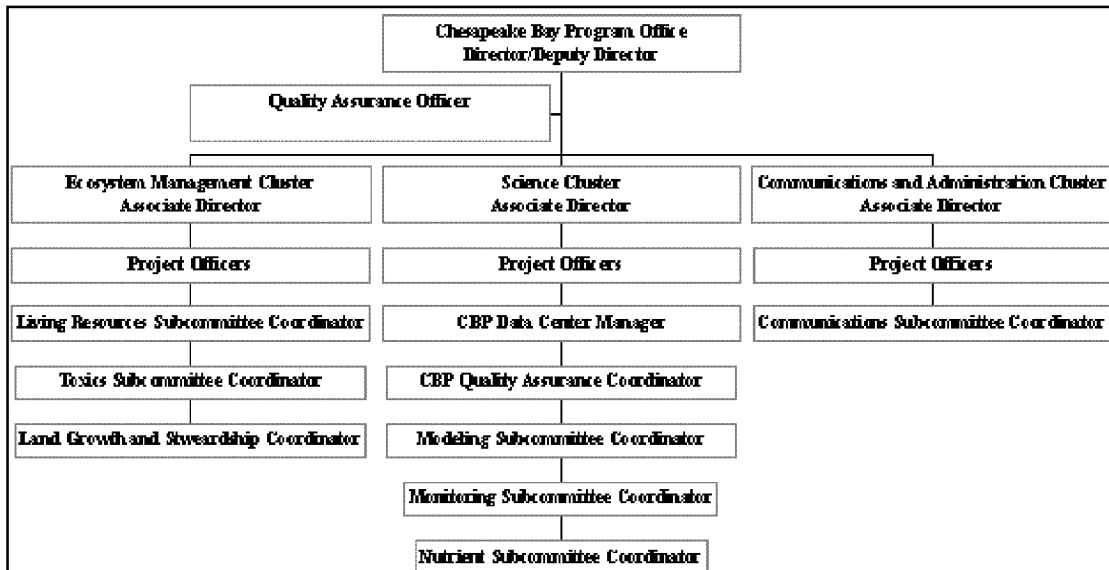 Chesapeake Bay Program Office
Director/Deputy Director
Quality Assurance Officer
Ecosystem Management Cluster
Associate Director
Science Cluster
Associate Director
Communications and Administration Cluster
Associate Director
Project Officers
Project Officers
Project Officers
Living Resources Subcommittee Coordinator
CBP Data Center Manager
Communications Subcommittee Coordinator
Toxics Subcommittee Coordinator
CBP Quality Assurance Coordinator
Land Growth and Stweardship Coordinator
Modeling Subcommittee Coordinator
Monitoring Subcommittee Coordinator
Nutrient Subcommittee Coordinator